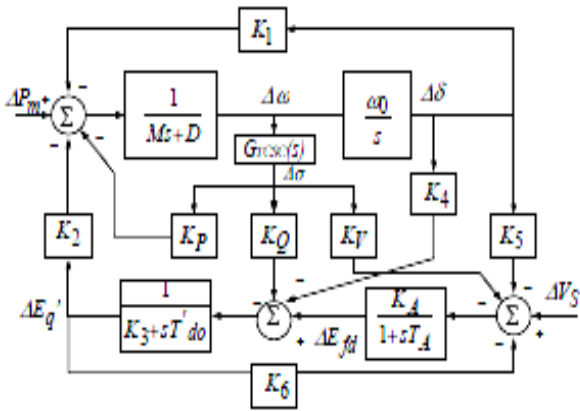 K1
ΔPm + − − −
Σ
1
Ms+D
Δω
ω0
s
Δδ
GTCSC(s)
Δσ
K4
K2
KP
KQ
KV
K5
ΔEq'
1
K3+sT'do
− −
Σ
+
ΔEfd
KA
1+sTA
− − − −
Σ
+
ΔVS
K6